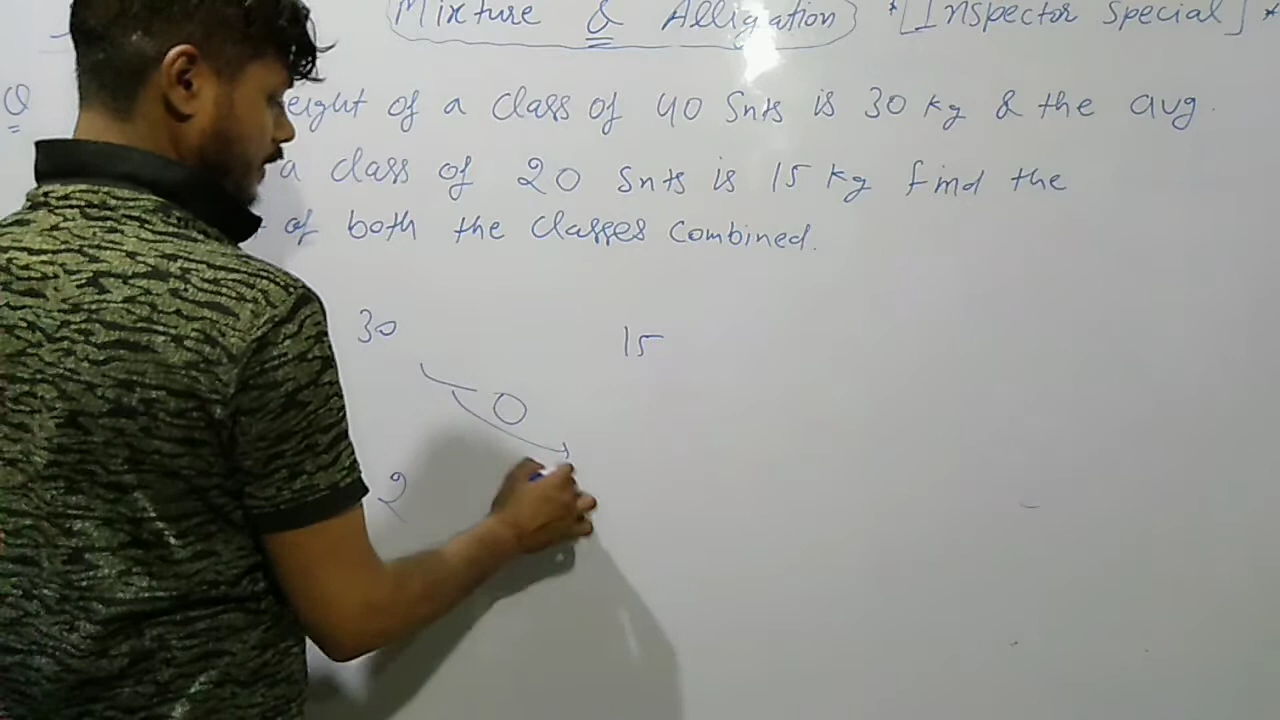 (Mixture & Alligation) *[Inspector special]*
Q eight of a class of 40 Snts is 30 kg & the avg.
a class of 20 Snts is 15 kg find the
of both the classes combined.
30 15
2